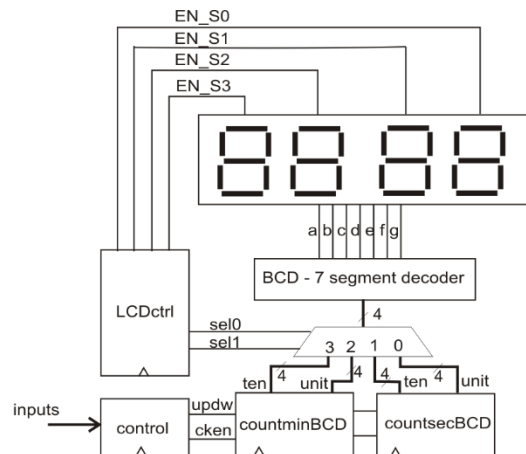 EN_S0
EN_S1
EN_S2
EN_S3
a b c d e f g
BCD - 7 segment decoder
4
LCDctrl
sel0
sel1
3 2 1 0
ten 4 unit 4 4 ten 4 unit
inputs
control
updw
cken
countminBCD
countsecBCD